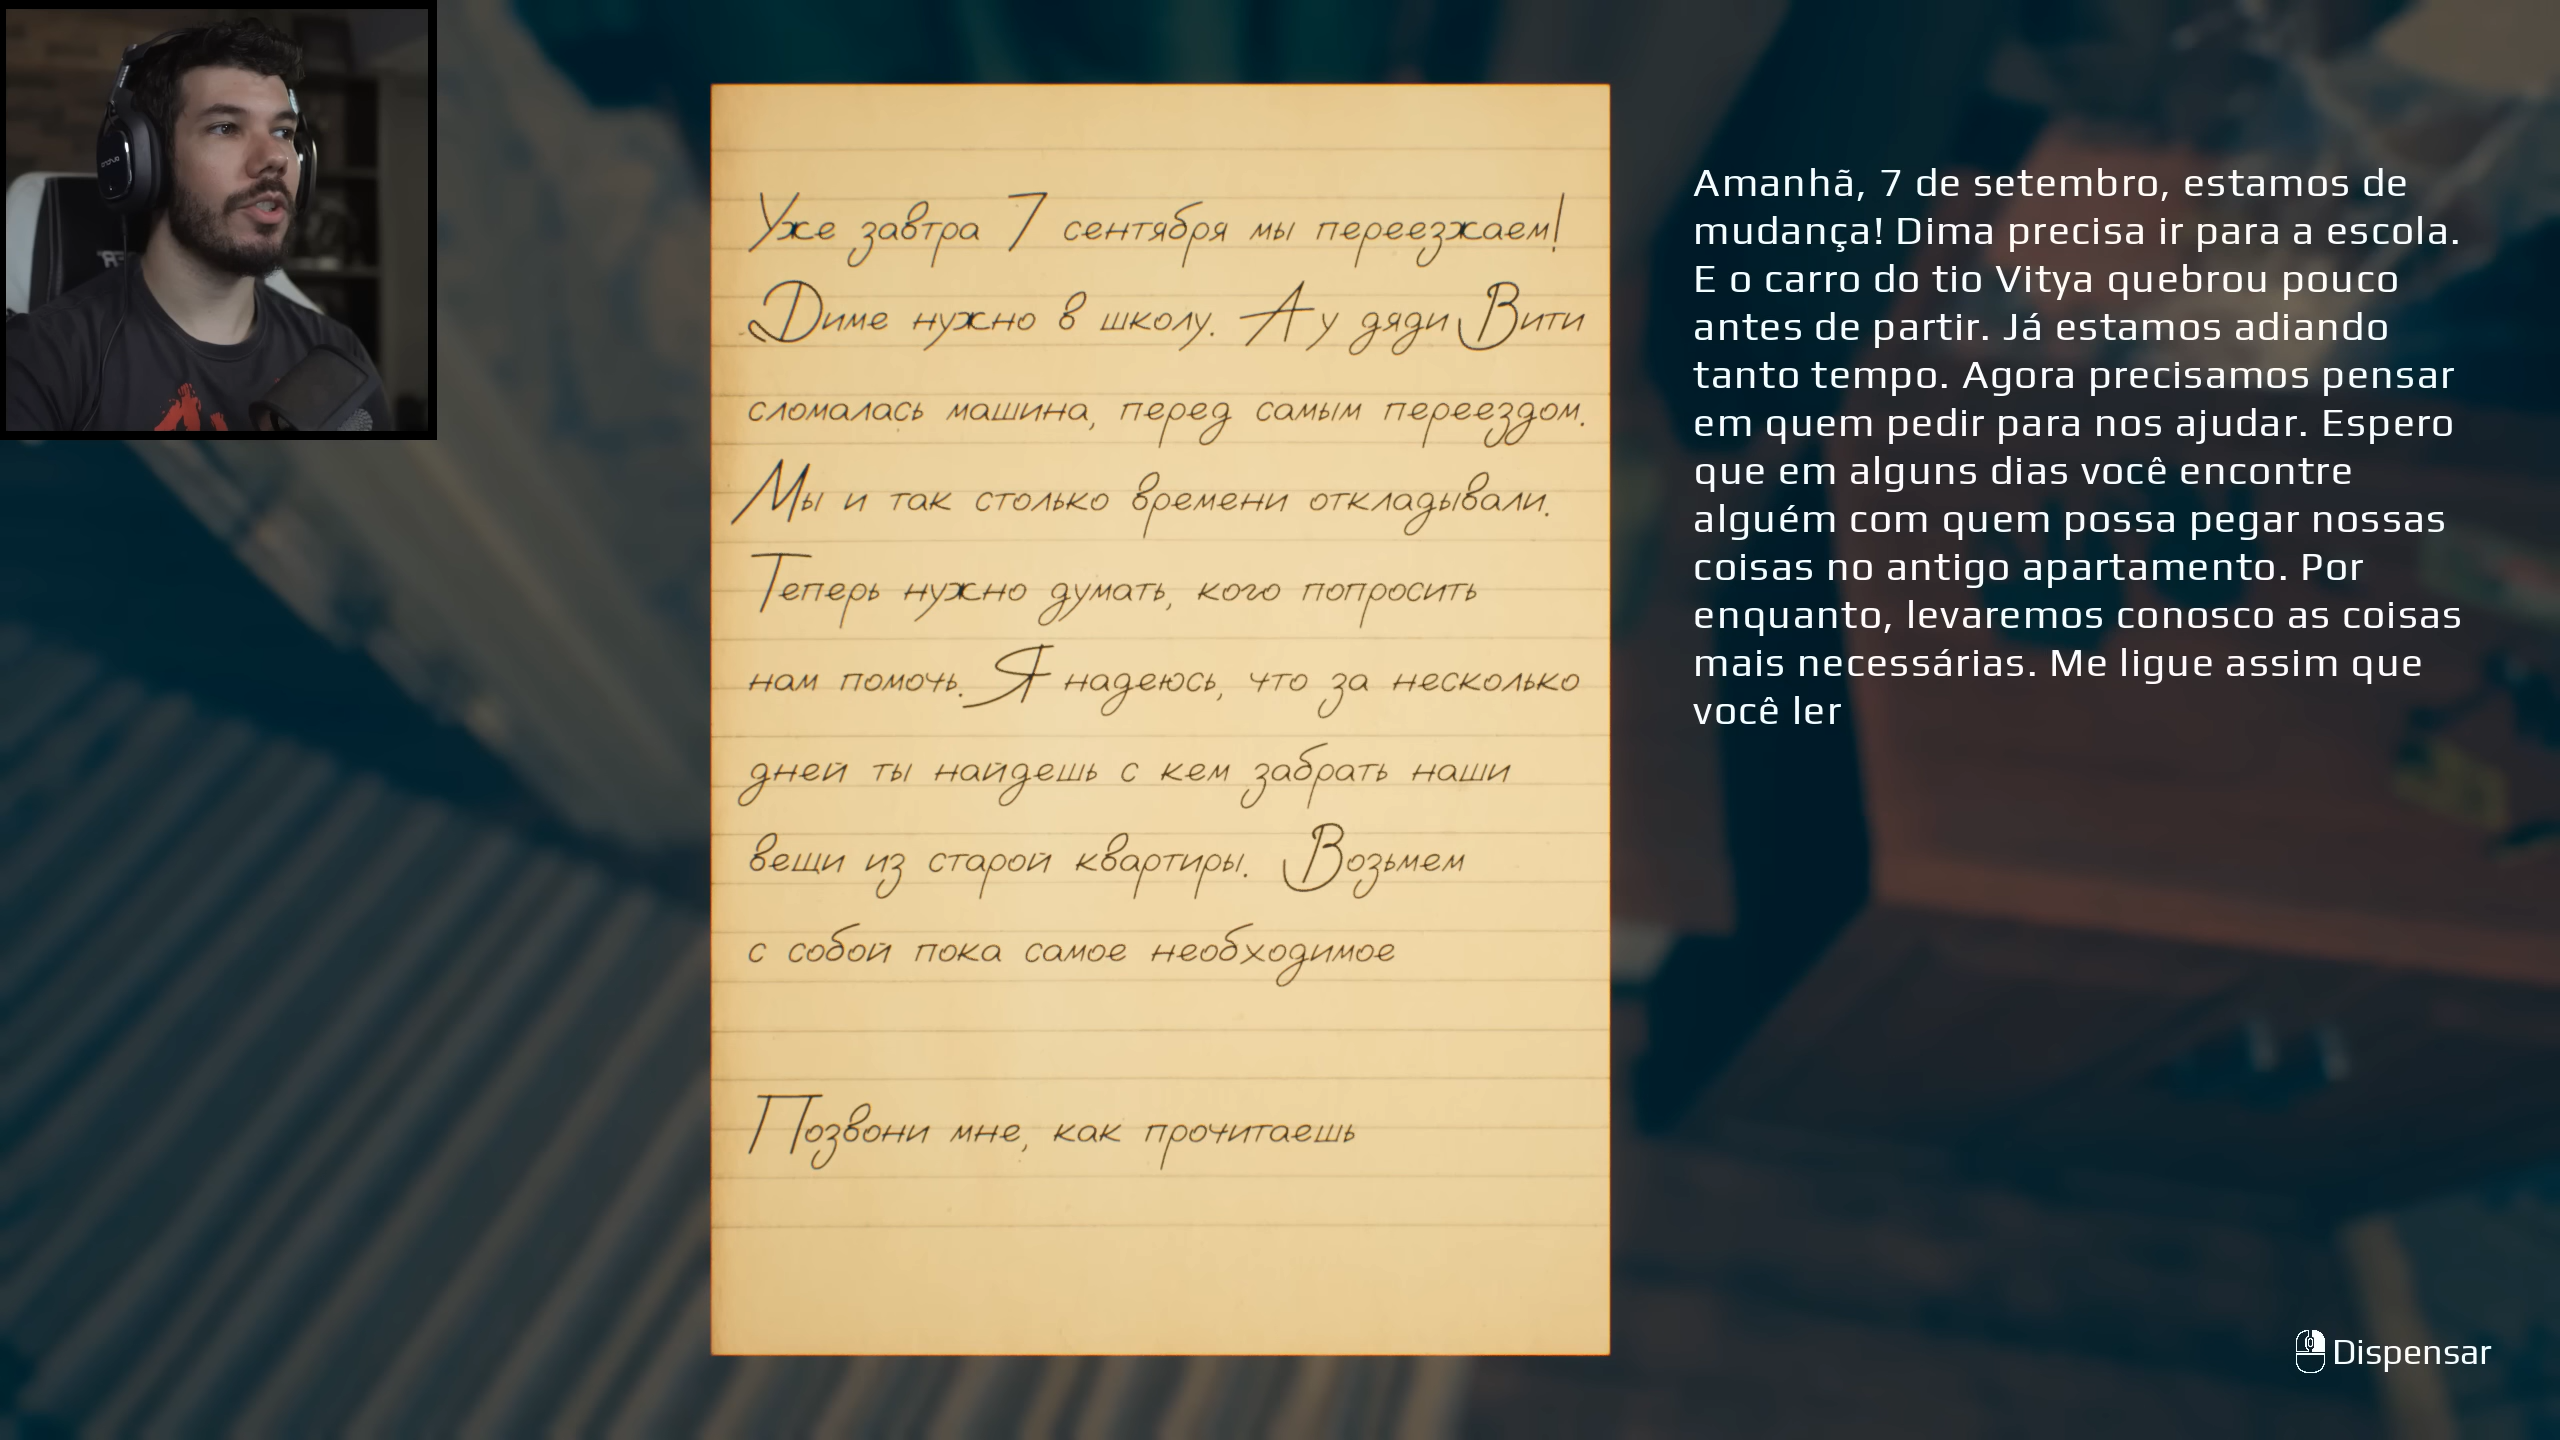 Уже завтра 7 сентября мы переезжаем!
Диме нужно в школу. А у дяди Вити
сломалась машина, перед самым переездом.
Мы и так столько времени откладывали.
Теперь нужно думать, кого попросить
нам помочь. Я надеюсь, что за несколько
дней ты найдешь с кем забрать наши
вещи из старой квартиры. Возьмем
с собой пока самое необходимое
Позвони мне, как прочитаешь
Amanhã, 7 de setembro, estamos de
mudança! Dima precisa ir para a escola.
E o carro do tio Vitya quebrou pouco
antes de partir. Já estamos adiando
tanto tempo. Agora precisamos pensar
em quem pedir para nos ajudar. Espero
que em alguns dias você encontre
alguém com quem possa pegar nossas
coisas no antigo apartamento. Por
enquanto, levaremos conosco as coisas
mais necessárias. Me ligue assim que
você ler
Dispensar